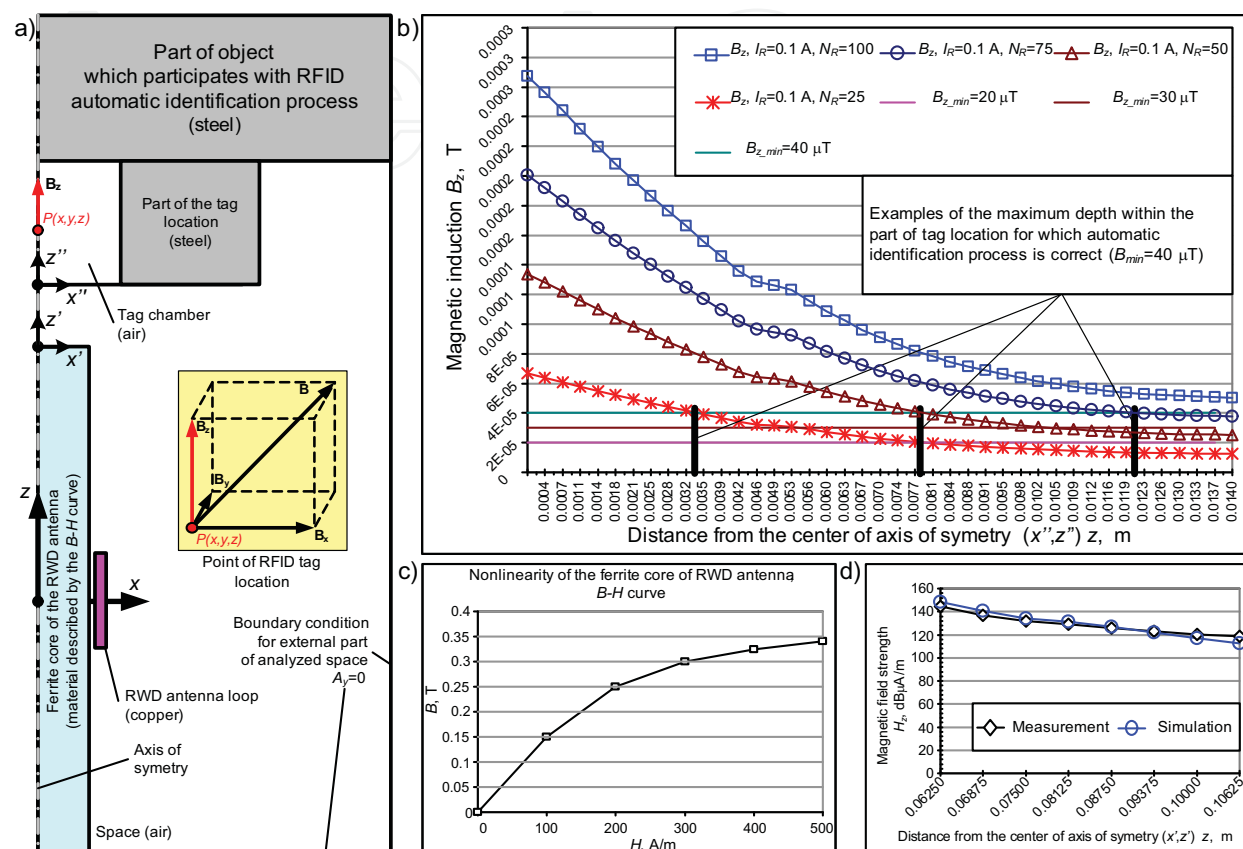 a)
Part of object
which participates with RFID
automatic identification process
(steel)
Part of the tag
location
(steel)
Bz
P(x,y,z)
z''
x''
Tag chamber
(air)
z'
x'
B
Bz
By
Bx
P(x,y,z)
Point of RFID tag
location
z
x
Ferrite core of the RWD antenna
(material described by the B-H curve)
Boundary condition
for external part
of analyzed space
Ay=0
RWD antenna loop
(copper)
Axis of
symetry
Space (air)
b)
Magnetic induction Bz, T
0.0003
0.0003
0.0003
0.0002
0.0002
0.0002
0.0002
0.0002
0.0001
0.0001
0.0001
8E-05
6E-05
4E-05
2E-05
0
Bz, IR=0.1 A, NR=100
Bz, IR=0.1 A, NR=75
Bz, IR=0.1 A, NR=50
Bz, IR=0.1 A, NR=25
Bz_min=20 μT
Bz_min=30 μT
Bz_min=40 μT
Examples of the maximum depth within the
part of tag location for which automatic
identification process is correct (Bmin=40 μT)
0.0004 0.0007 0.0011 0.0014 0.0018 0.0021 0.0025 0.0028 0.0032 0.0035 0.0039 0.0042 0.0046 0.0049 0.0053 0.0056 0.0060 0.0063 0.0067 0.0070 0.0074 0.0077 0.0081 0.0084 0.0088 0.0091 0.0095 0.0098 0.0102 0.0105 0.0109 0.0112 0.0116 0.0119 0.0123 0.0126 0.0130 0.0133 0.0137 0.0140
Distance from the center of axis of symetry (x'',z'') z, m
c)
Nonlinearity of the ferrite core of RWD antenna,
B-H curve
B, T
0.4
0.35
0.3
0.25
0.2
0.15
0.1
0.05
0
0 100 200 300 400 500
H, A/m
d)
Magnetic field strength
Hz, dBμA/m
160
140
120
100
80
60
40
20
0
Measurement
Simulation
0.06250 0.06875 0.07500 0.08125 0.08750 0.09375 0.10000 0.10625
Distance from the center of axis of symetry (x',z') z, m